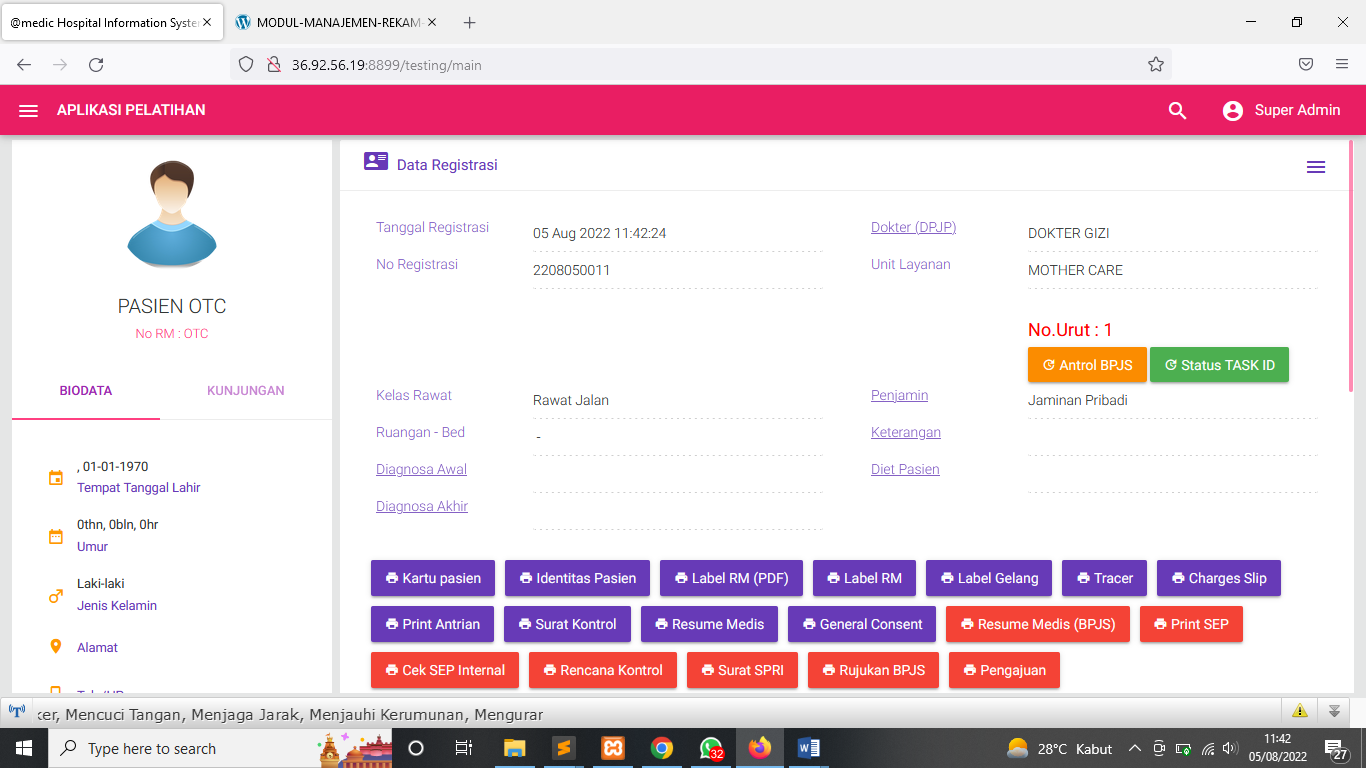 @medic Hospital Information Syste
MODUL-MANAJEMEN-REKAM-
36.92.56.19:8899/testing/main
APLIKASI PELATIHAN
Super Admin
PASIEN OTC
No RM : OTC
BIODATA
KUNJUNGAN
, 01-01-1970
Tempat Tanggal Lahir
0thn, 0bln, 0hr
Umur
Laki-laki
Jenis Kelamin
Alamat
Data Registrasi
Tanggal Registrasi
05 Aug 2022 11:42:24
Dokter (DPJP)
DOKTER GIZI
No Registrasi
2208050011
Unit Layanan
MOTHER CARE
No.Urut : 1
Antrol BPJS
Status TASK ID
Kelas Rawat
Rawat Jalan
Penjamin
Jaminan Pribadi
Ruangan - Bed
-
Keterangan
Diagnosa Awal
Diet Pasien
Diagnosa Akhir
Kartu pasien
Identitas Pasien
Label RM (PDF)
Label RM
Label Gelang
Tracer
Charges Slip
Print Antrian
Surat Kontrol
Resume Medis
General Consent
Resume Medis (BPJS)
Print SEP
Cek SEP Internal
Rencana Kontrol
Surat SPRI
Rujukan BPJS
Pengajuan
ker, Mencuci Tangan, Menjaga Jarak, Menjauhi Kerumunan, Mengurar
Type here to search
32
28°C Kabut
11:42
05/08/2022
27